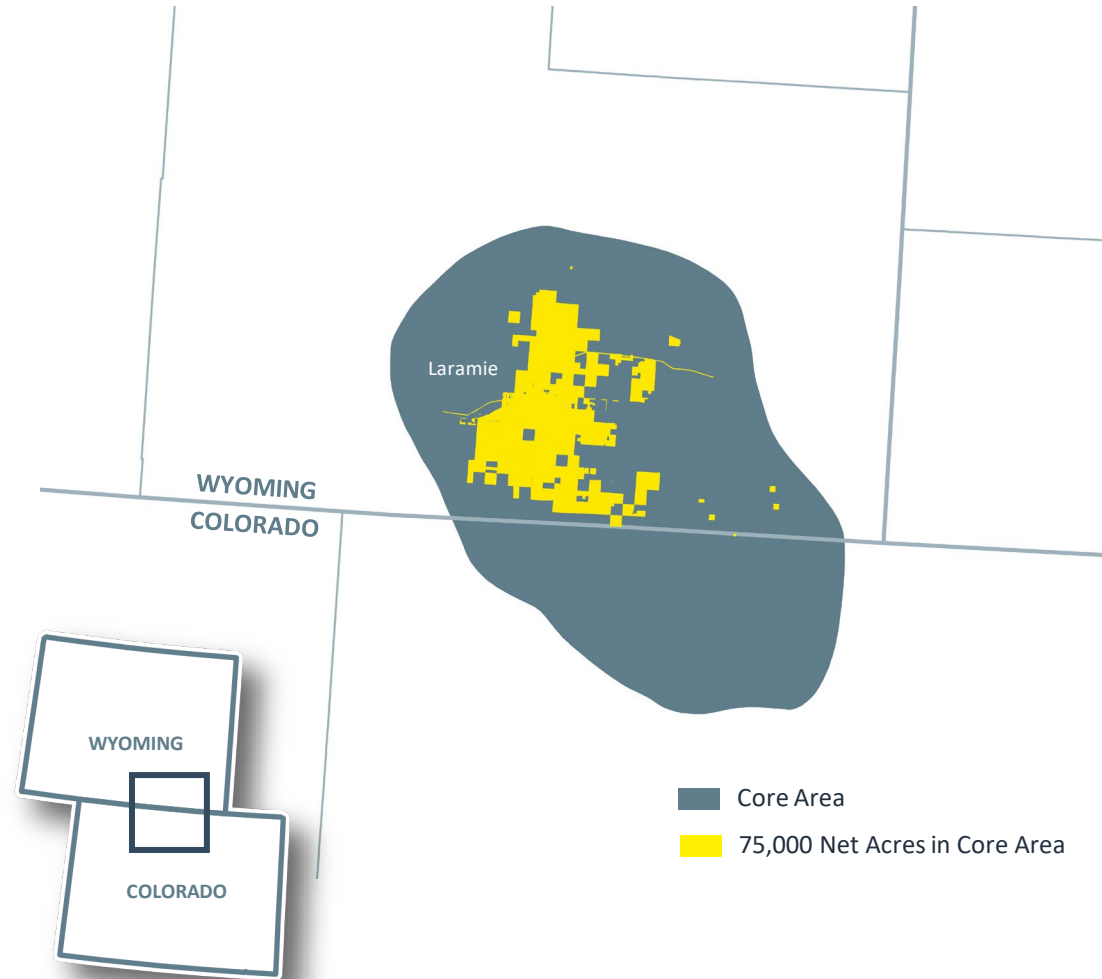 Laramie
WYOMING
COLORADO
WYOMING
COLORADO
Core Area
75,000 Net Acres in Core Area